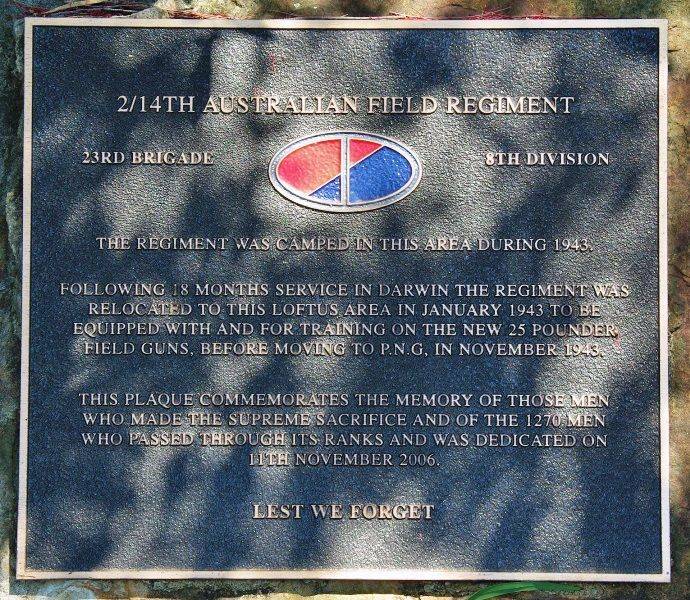 2/14TH AUSTRALIAN FIELD REGIMENT
23RD BRIGADE 8TH DIVISION
THE REGIMENT WAS CAMPED IN THIS AREA DURING 1943.
FOLLOWING 18 MONTHS SERVICE IN DARWIN THE REGIMENT WAS
RELOCATED TO THIS LOFTUS AREA IN JANUARY 1943 TO BE
EQUIPPED WITH AND FOR TRAINING ON THE NEW 25 POUNDER
FIELD GUNS, BEFORE MOVING TO P.N.G, IN NOVEMBER 1943.
THIS PLAQUE COMMEMORATES THE MEMORY OF THOSE MEN
WHO MADE THE SUPREME SACRIFICE AND OF THE 1270 MEN
WHO PASSED THROUGH ITS RANKS AND WAS DEDICATED ON
11TH NOVEMBER 2006.
LEST WE FORGET